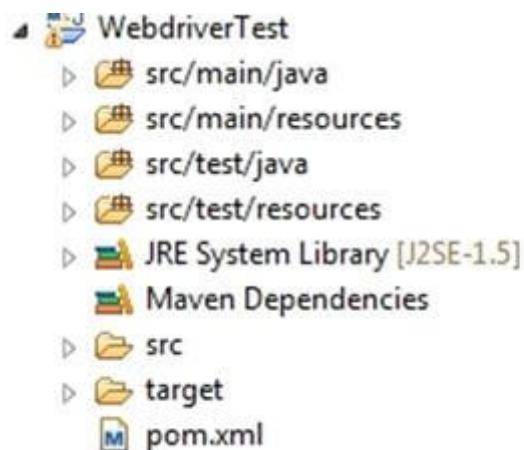 WebdriverTest
src/main/java
src/main/resources
src/test/java
src/test/resources
JRE System Library [J2SE-1.5]
Maven Dependencies
src
target
pom.xml